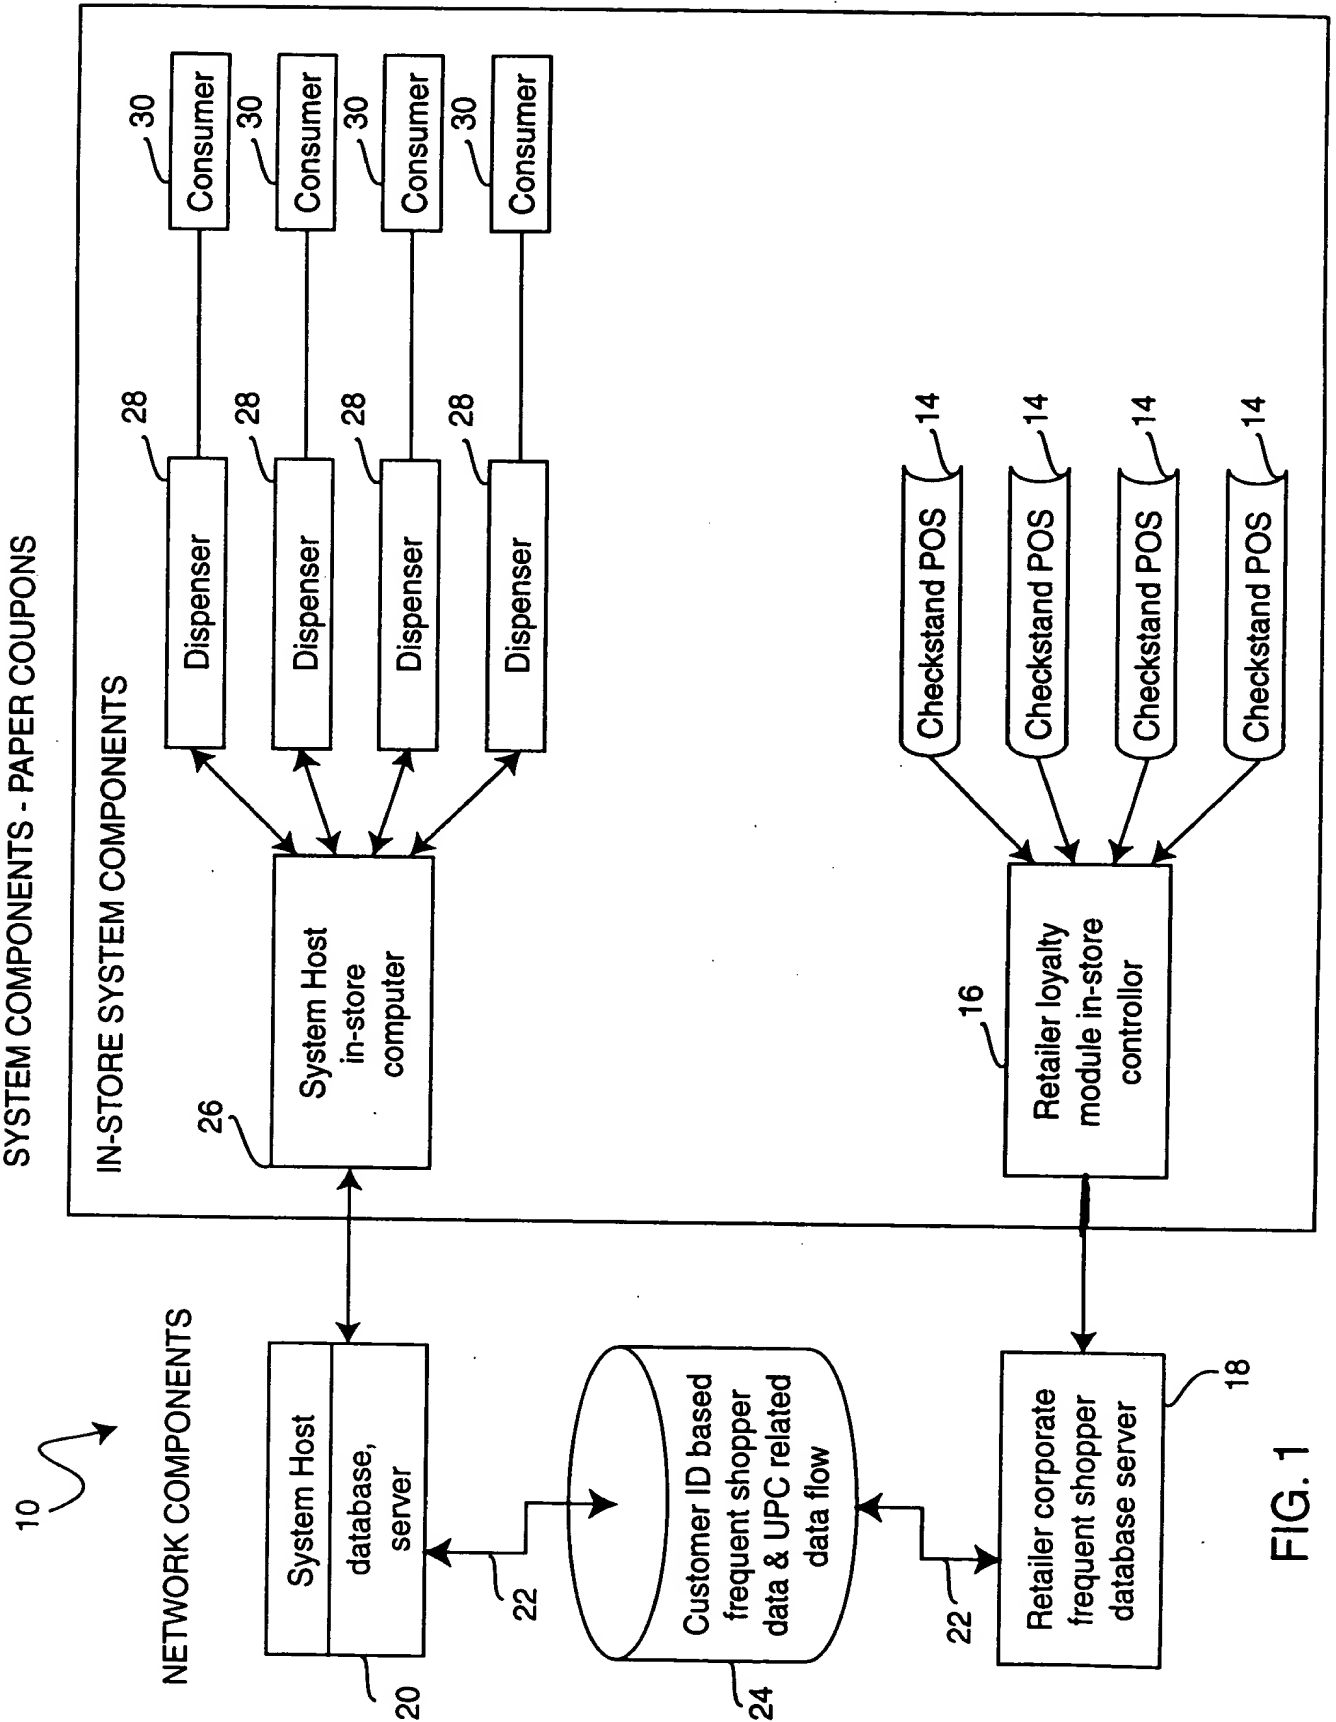 SYSTEM COMPONENTS - PAPER COUPONS
10
NETWORK COMPONENTS
IN-STORE SYSTEM COMPONENTS
System Host
database,
server
20
26
System Host
in-store
computer
28
Dispenser
30
Consumer
28
Dispenser
30
Consumer
28
Dispenser
30
Consumer
28
Dispenser
30
Consumer
22
Customer ID based
frequent shopper
data & UPC related
data flow
24
22
Retailer corporate
frequent shopper
database server
18
16
Retailer loyalty
module in-store
controllor
Checkstand POS
14
Checkstand POS
14
Checkstand POS
14
Checkstand POS
14
FIG. 1